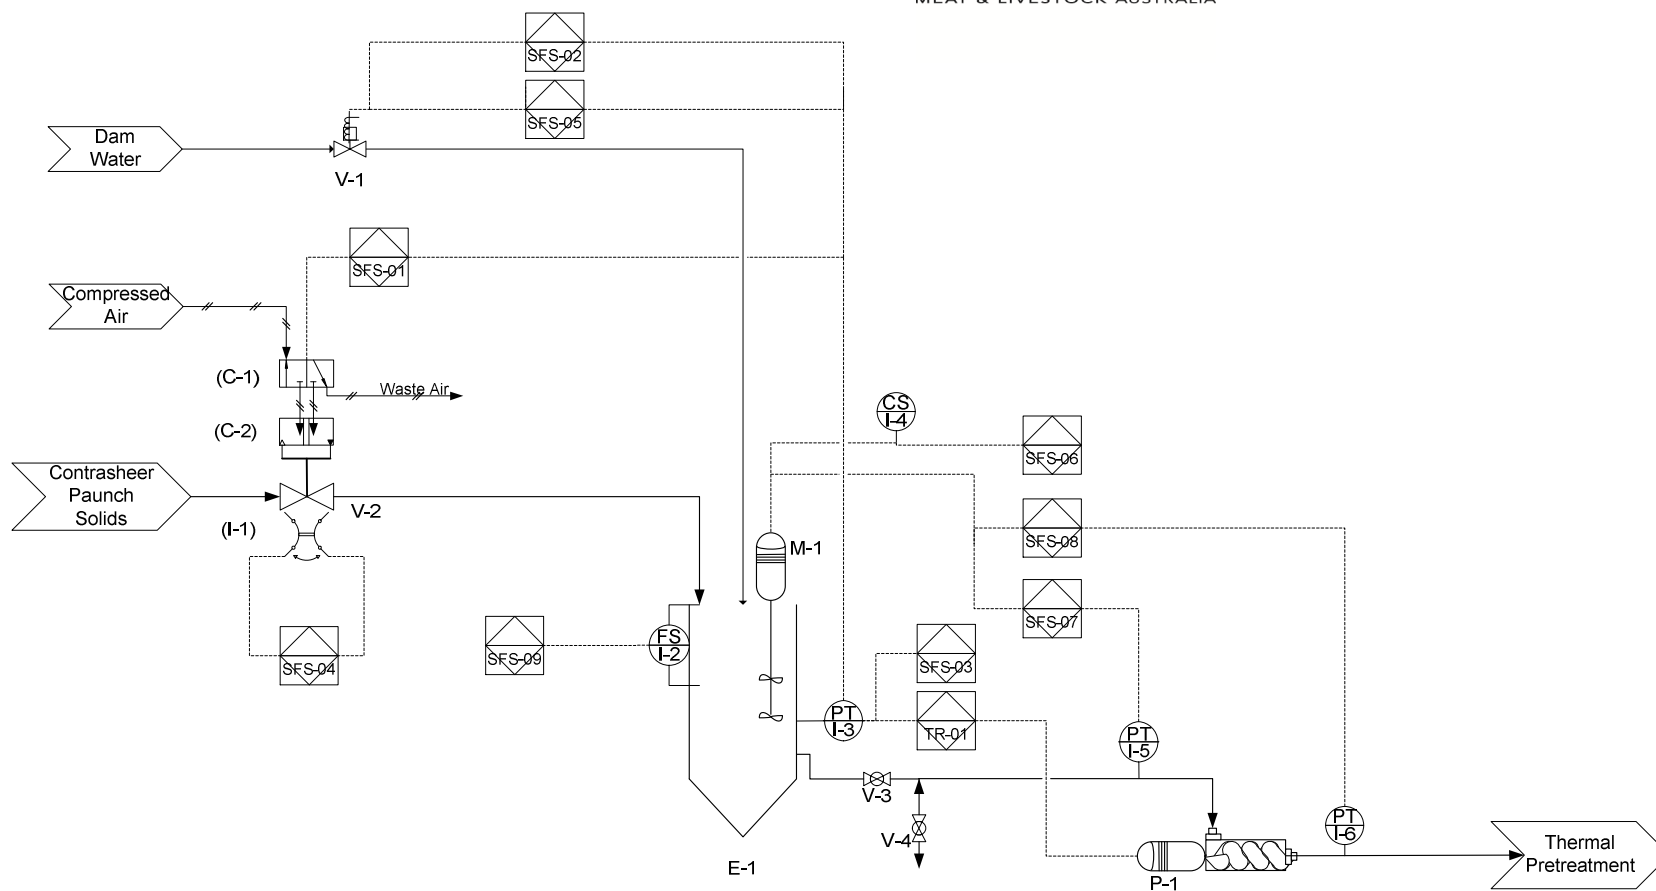 MEAT & LIVESTOCK AUSTRALIA
SFS-02
SFS-05
Dam
Water
V-1
SFS-01
Compressed
Air
(C-1)
Waste Air
(C-2)
CS
I-4
SFS-06
Contrasheer
Paunch
Solids
V-2
(I-1)
SFS-08
M-1
SFS-07
SFS-04
SFS-09
FS
I-2
SFS-03
PT
I-3
TR-01
PT
I-5
V-3
V-4
PT
I-6
E-1
P-1
Thermal
Pretreatment